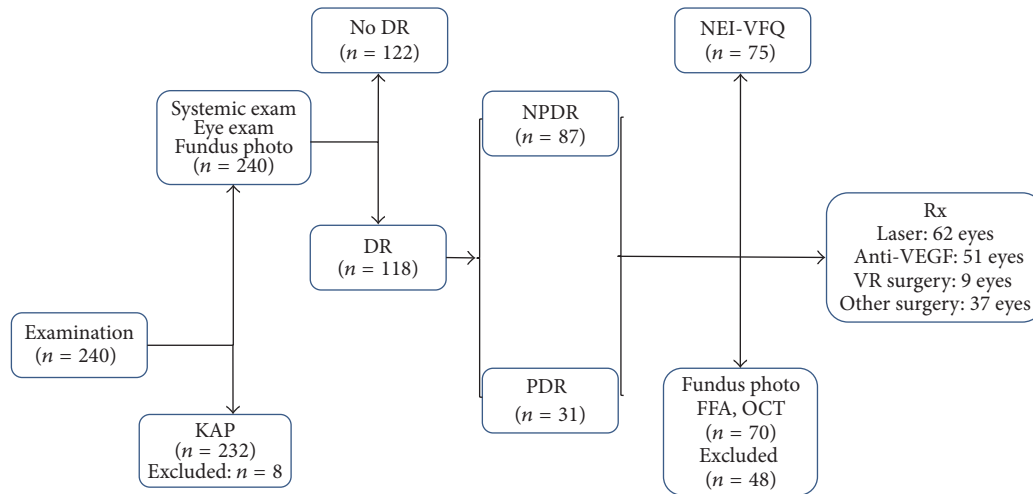 Examination
(n = 240)
Systemic exam
Eye exam
Fundus photo
(n = 240)
KAP
(n = 232)
Excluded: n = 8
No DR
(n = 122)
DR
(n = 118)
NPDR
(n = 87)
PDR
(n = 31)
NEI-VFQ
(n = 75)
Fundus photo
FFA, OCT
(n = 70)
Excluded
(n = 48)
Rx
Laser: 62 eyes
Anti-VEGF: 51 eyes
VR surgery: 9 eyes
Other surgery: 37 eyes